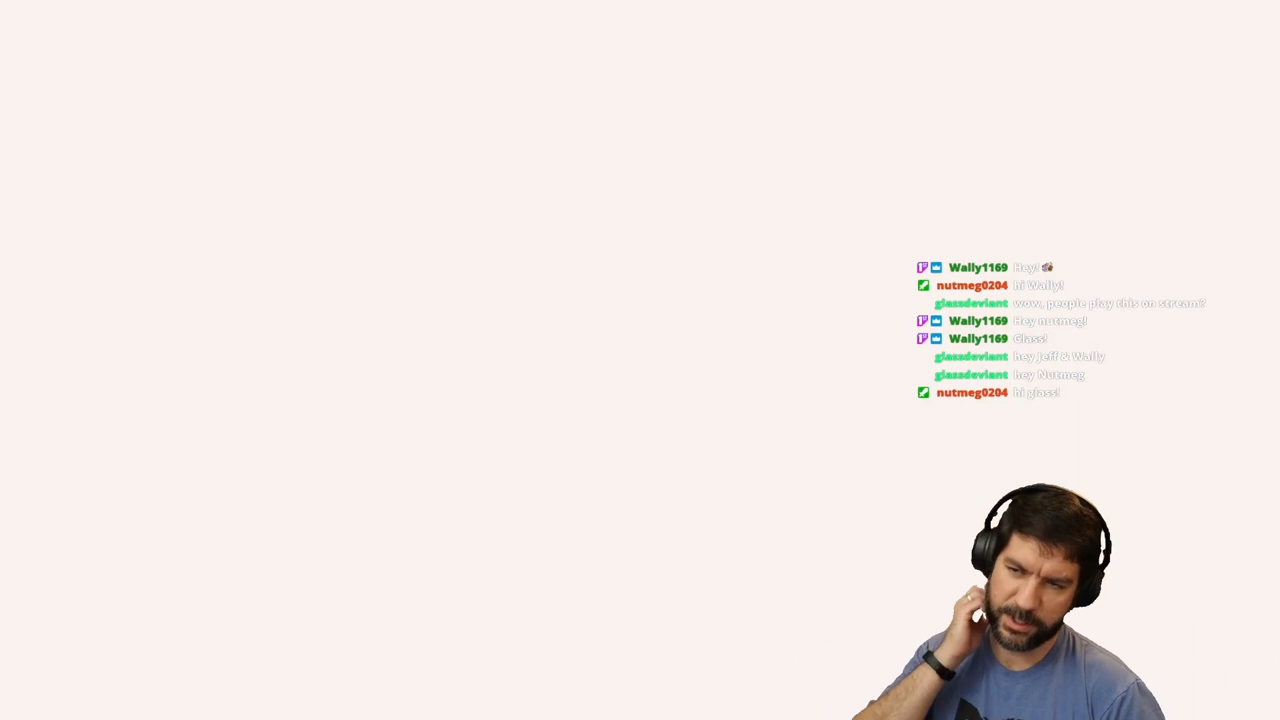 Wally1169 Hey!
nutmeg0204 hi Wally!
glassdeviant wow, people play this on stream?
Wally1169 Hey nutmeg!
Wally1169 Glass!
glassdeviant hey Jeff & Wally
glassdeviant hey Nutmeg
nutmeg0204 hi glass!